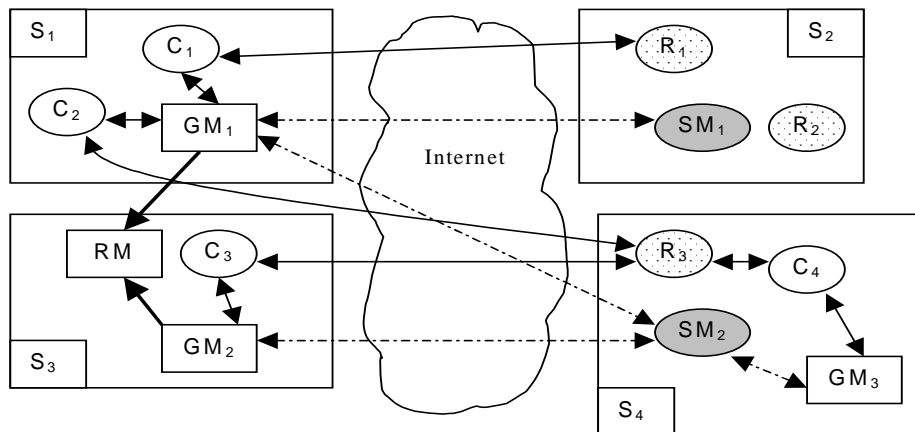 S₁
C₁
C₂
GM₁
R₁
S₂
SM₁
R₂
Internet
RM
C₃
GM₂
S₃
R₃
C₄
SM₂
GM₃
S₄